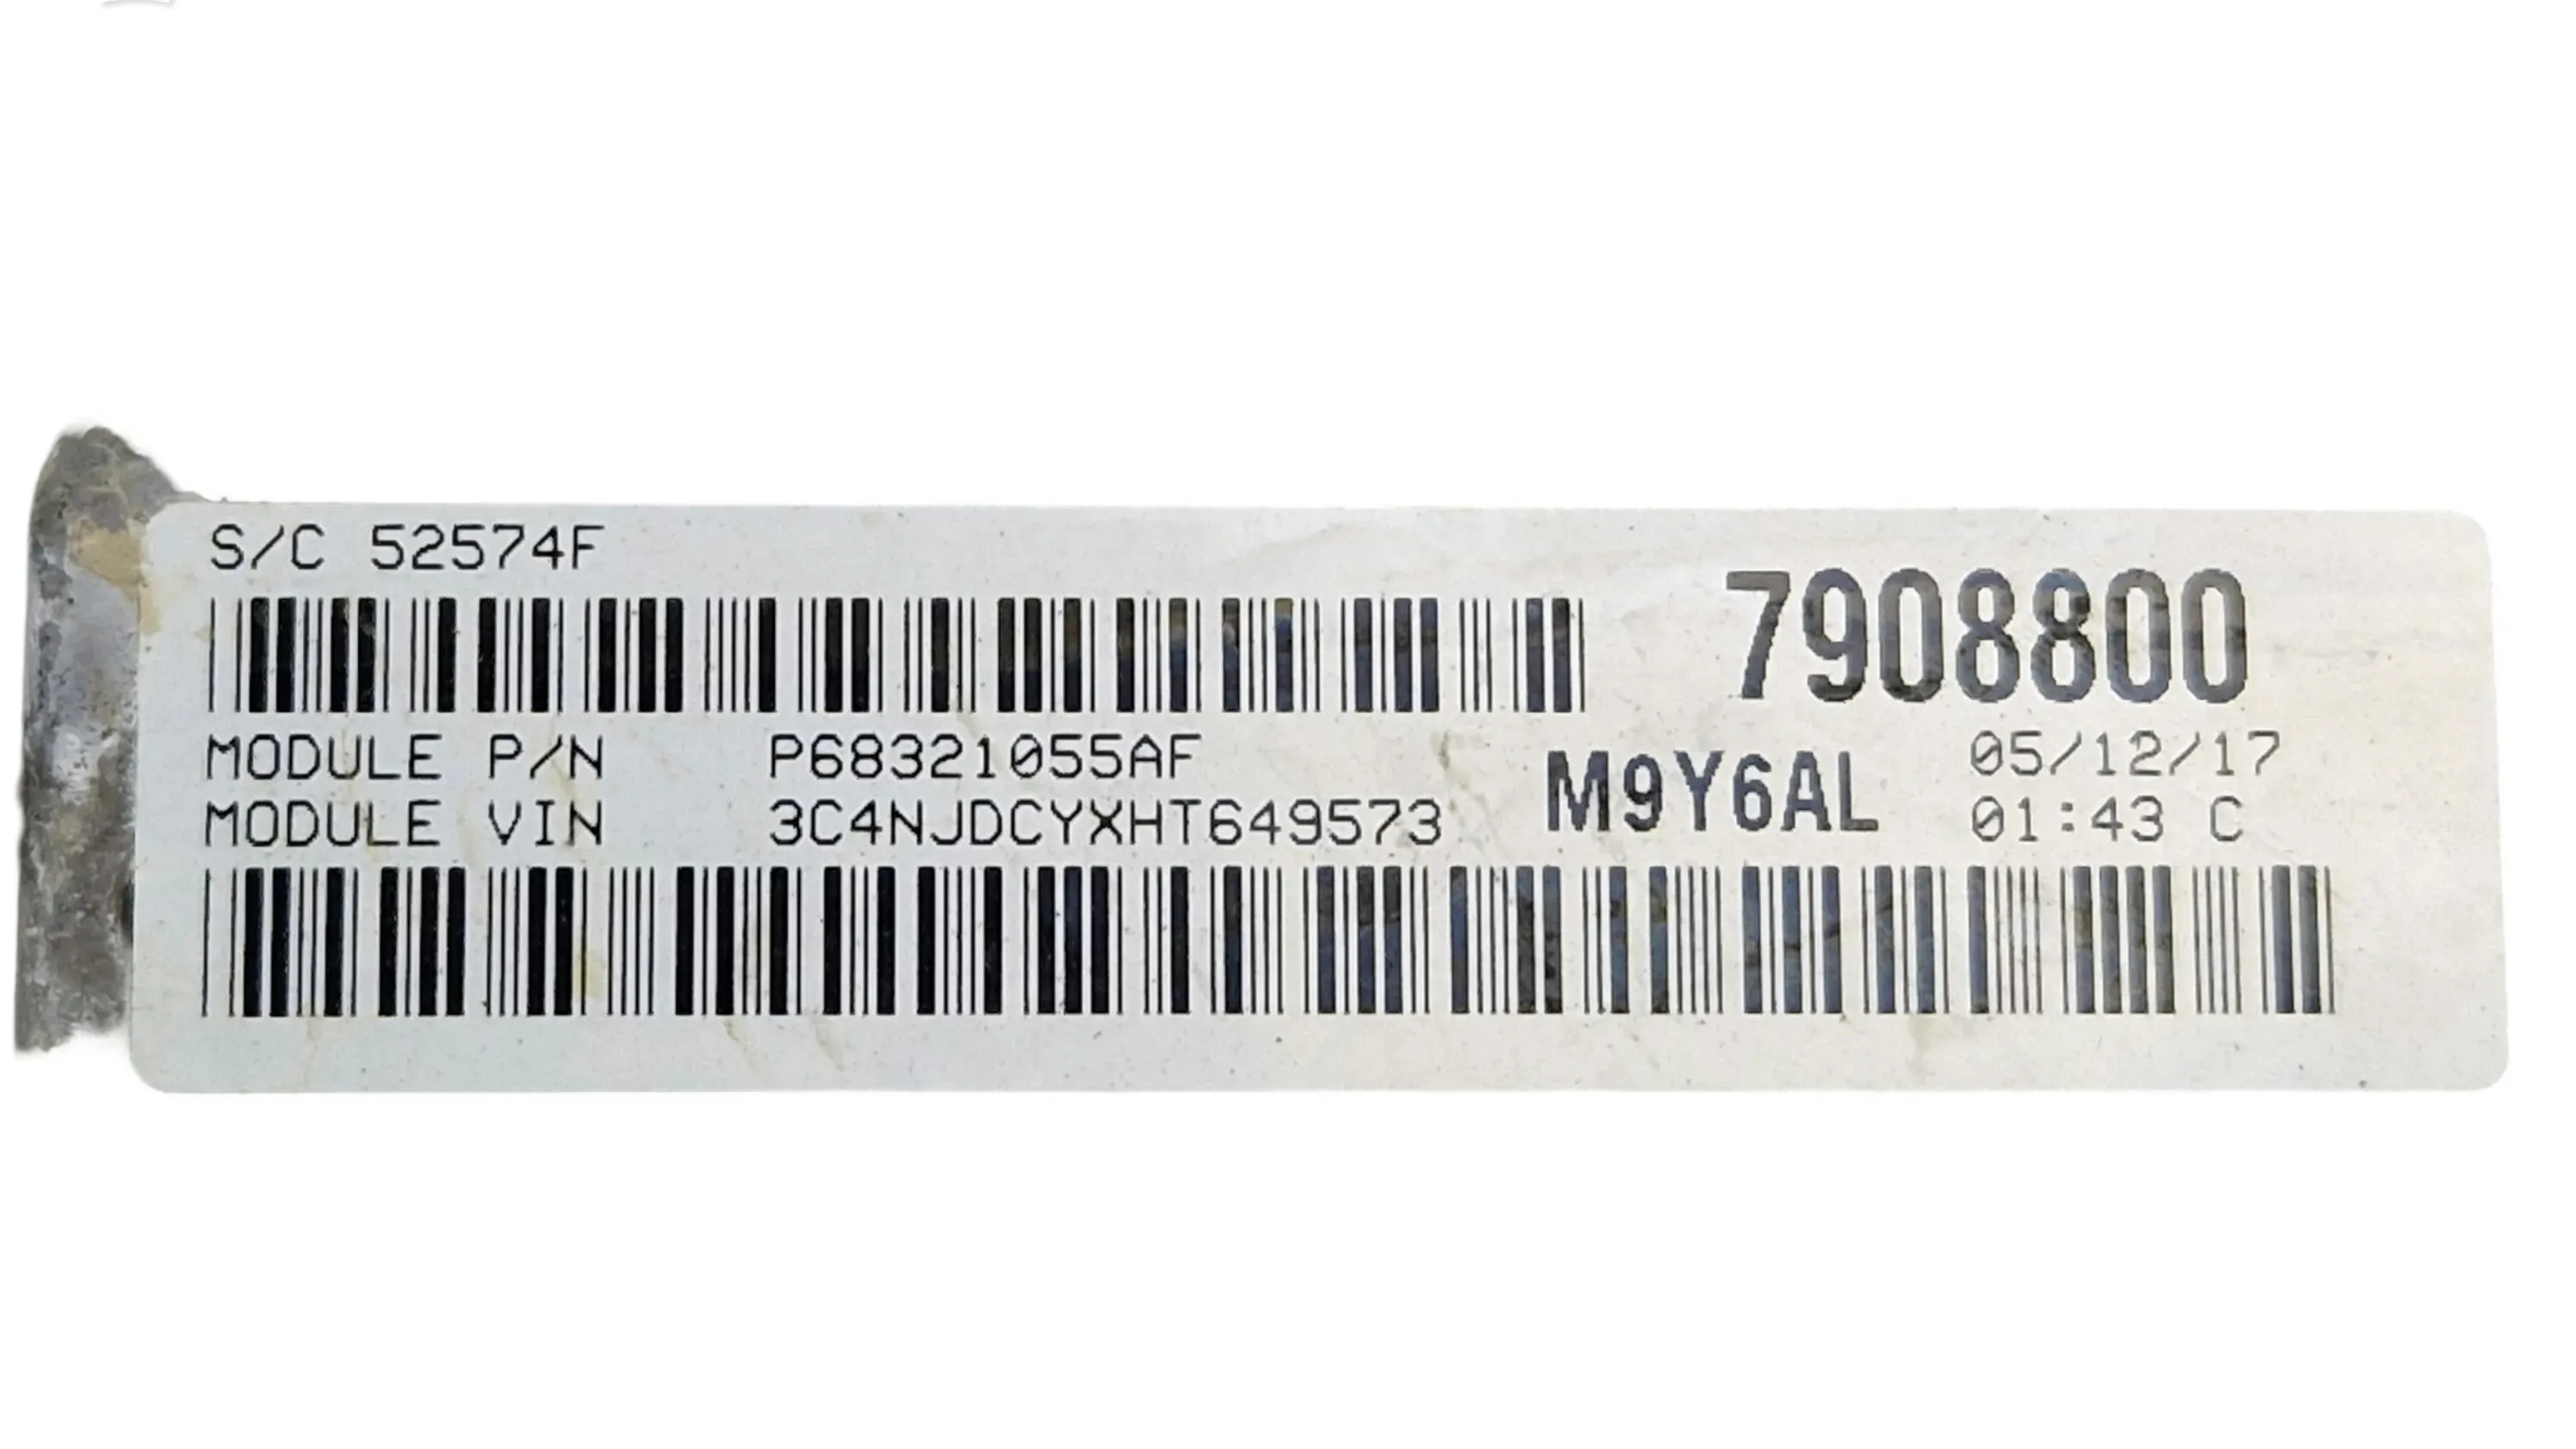 S/C 52574F
7908800
MODULE P/N P68321055AF
MODULE VIN 3C4NJDCYXHT649573
M9Y6AL
05/12/17
01:43 C